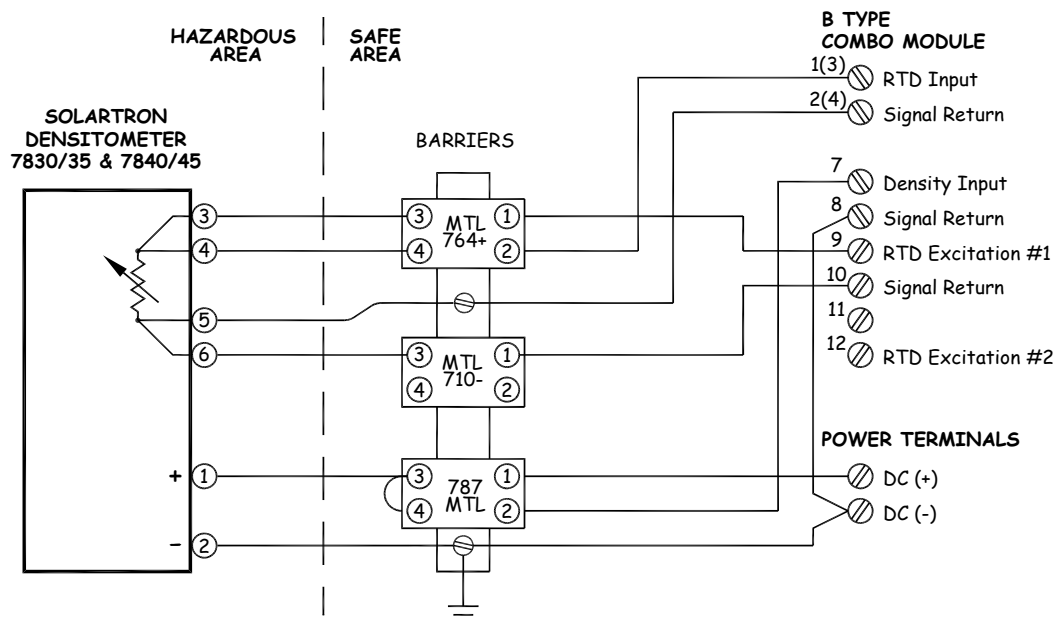 HAZARDOUS
AREA
SAFE
AREA
B TYPE
COMBO MODULE
1(3) RTD Input
2(4) Signal Return
SOLARTRON
DENSITOMETER
7830/35 & 7840/45
BARRIERS
7 Density Input
8 Signal Return
9 RTD Excitation #1
10 Signal Return
11
12 RTD Excitation #2
3
4
5
6
+ 1
- 2
3 MTL 1
4 764+ 2
3 MTL 1
4 710- 2
3 787 1
4 MTL 2
POWER TERMINALS
DC (+)
DC (-)